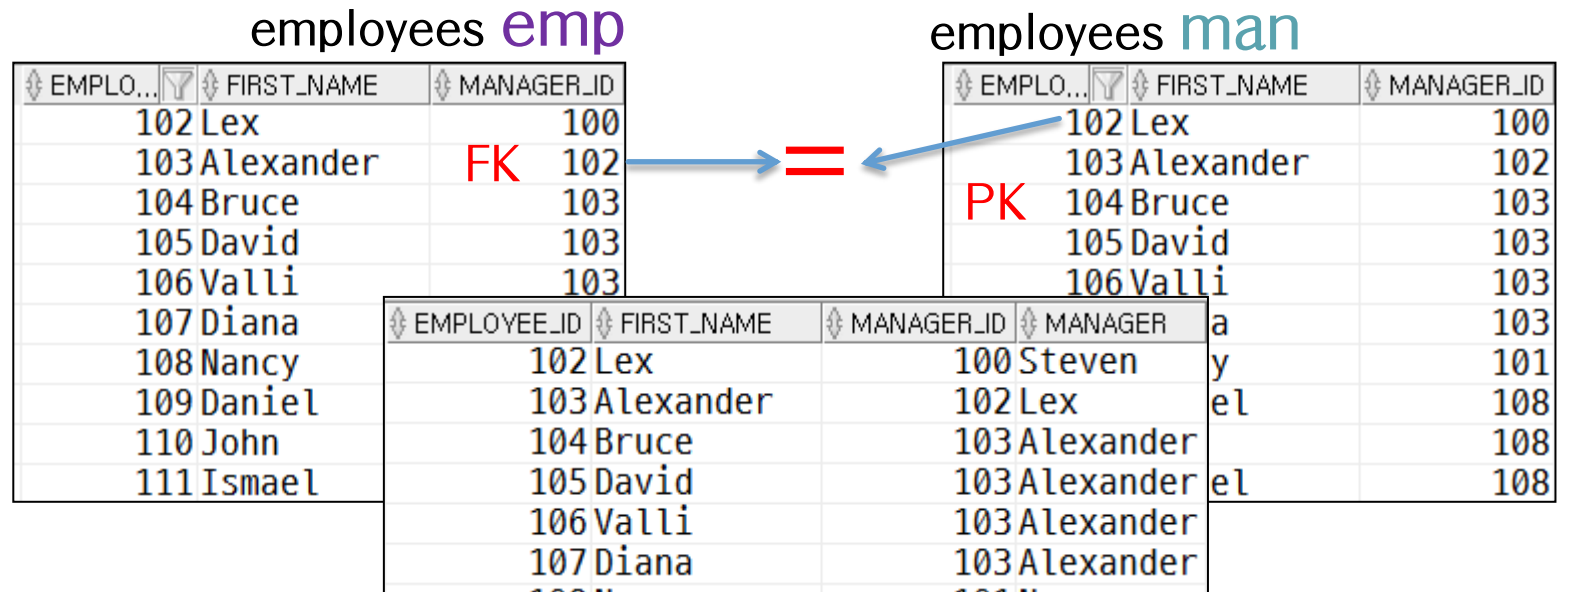 employees emp
EMPLO... FIRST_NAME MANAGER_ID
102 Lex 100
103 Alexander FK 102
104 Bruce 103
105 David 103
106 Valli 103
107 Diana
108 Nancy
109 Daniel
110 John
111 Ismael
=
employees man
EMPLO... FIRST_NAME MANAGER_ID
102 Lex 100
103 Alexander 102
PK 104 Bruce 103
105 David 103
106 Valli 103
a 103
y 101
el 108
108
el 108
EMPLOYEE_ID FIRST_NAME MANAGER_ID MANAGER
102 Lex 100 Steven
103 Alexander 102 Lex
104 Bruce 103 Alexander
105 David 103 Alexander
106 Valli 103 Alexander
107 Diana 103 Alexander